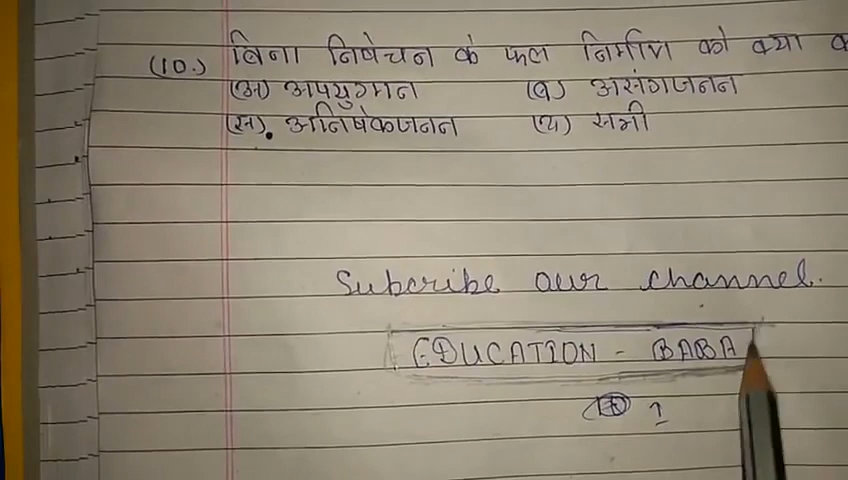 (10.) बिना निषेचन के फल निर्माण को क्या क
(अ) अपयुग्मन (ब) असंगजनन
(स). अनिषेकजनन (द) सभी
Subcribe our channel.
EDUCATION - BABA
?